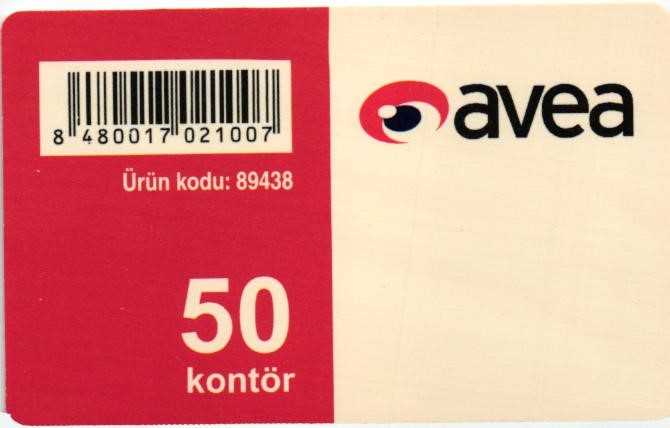 8 480017 021007
Ürün kodu: 89438
50
kontör
avea